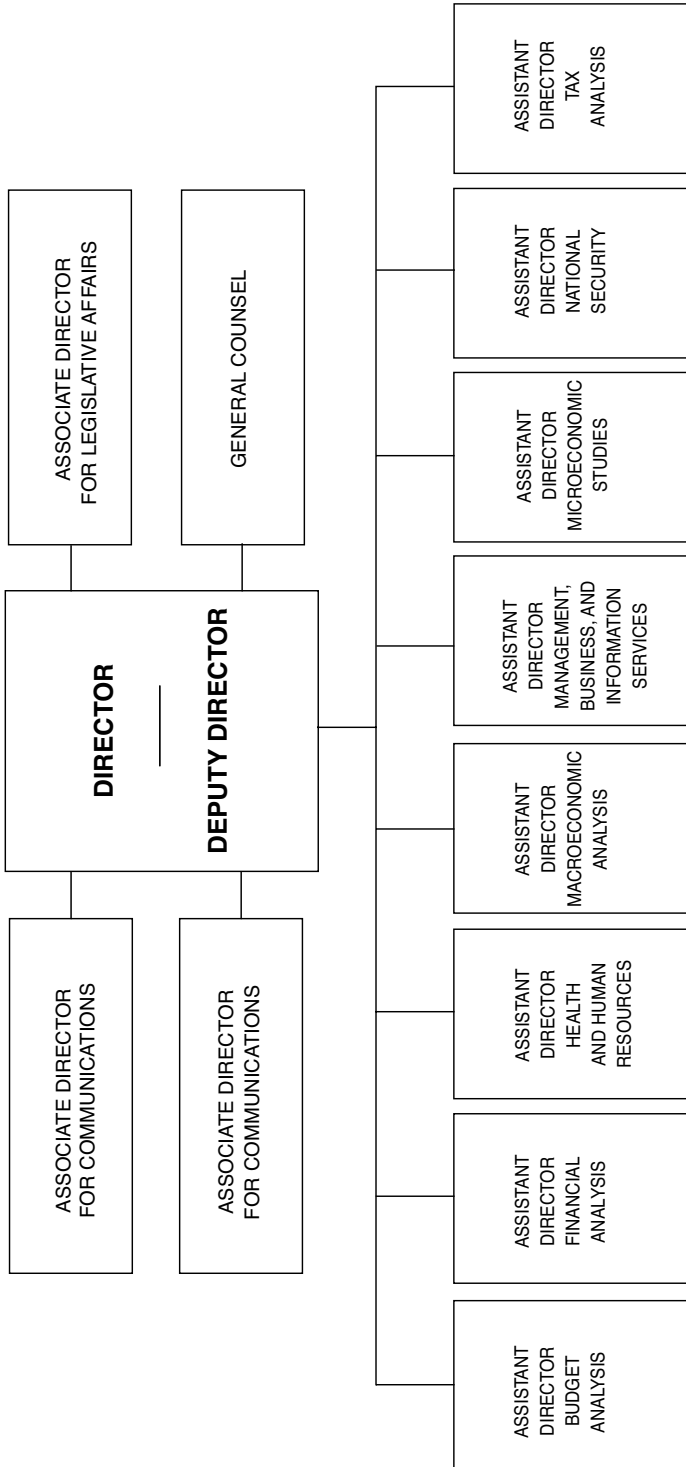 DIRECTOR
DEPUTY DIRECTOR
ASSOCIATE DIRECTOR
FOR COMMUNICATIONS
ASSOCIATE DIRECTOR
FOR LEGISLATIVE AFFAIRS
ASSOCIATE DIRECTOR
FOR COMMUNICATIONS
GENERAL COUNSEL
ASSISTANT
DIRECTOR
BUDGET
ANALYSIS
ASSISTANT
DIRECTOR
FINANCIAL
ANALYSIS
ASSISTANT
DIRECTOR
HEALTH
AND HUMAN
RESOURCES
ASSISTANT
DIRECTOR
MACROECONOMIC
ANALYSIS
ASSISTANT
DIRECTOR
MANAGEMENT,
BUSINESS, AND
INFORMATION
SERVICES
ASSISTANT
DIRECTOR
MICROECONOMIC
STUDIES
ASSISTANT
DIRECTOR
NATIONAL
SECURITY
ASSISTANT
DIRECTOR
TAX
ANALYSIS